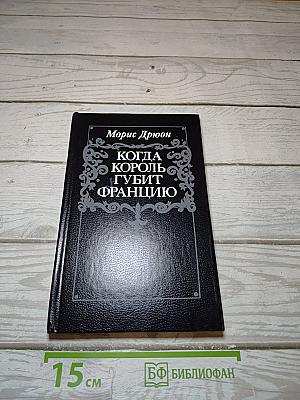 Морис Дрюон
КОГДА
КОРОЛЬ
ГУБИТ
ФРАНЦИЮ
15 см
БФ БИБЛИОФАН